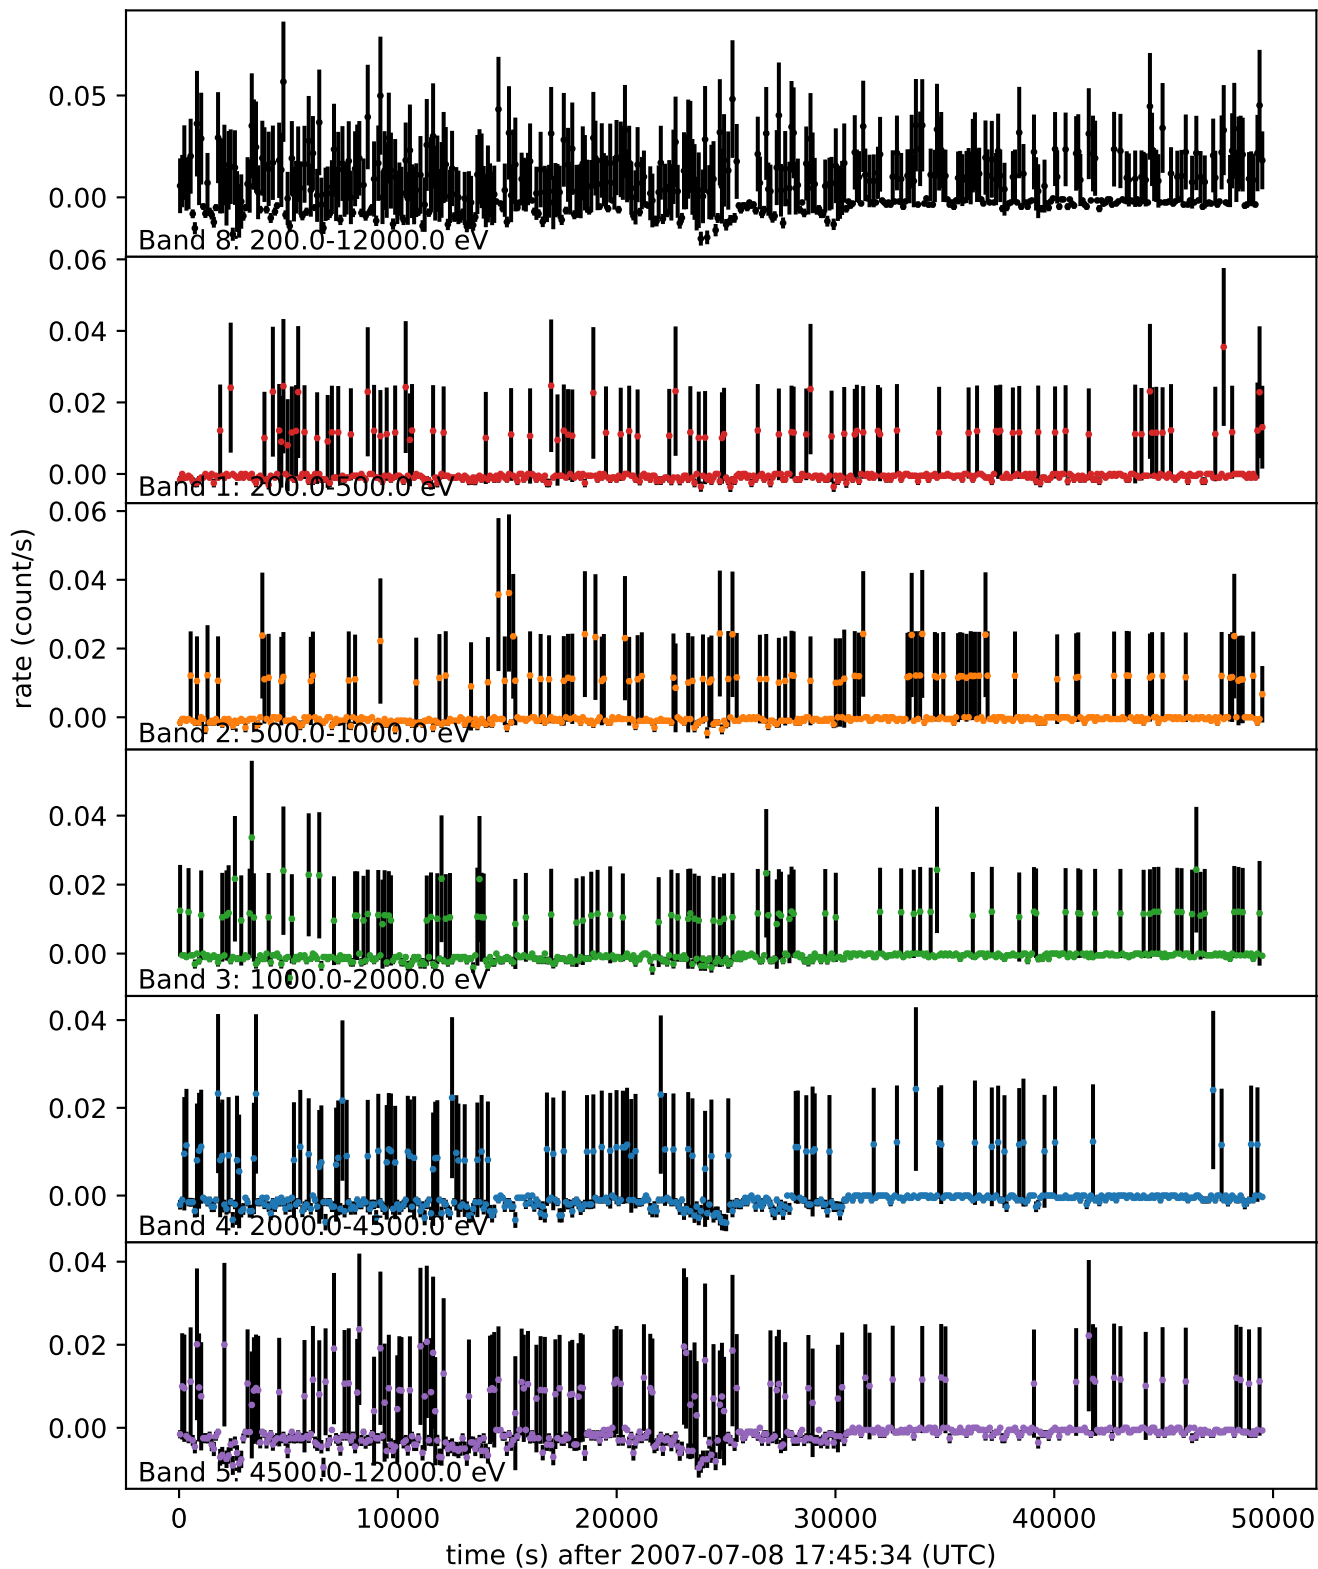 0.05
0.00
Band 8: 200.0-12000.0 eV
0.06
0.04
0.02
0.00
Band 1: 200.0-500.0 eV
0.06
0.04
0.02
0.00
Band 2: 500.0-1000.0 eV
rate (count/s)
0.04
0.02
0.00
Band 3: 1000.0-2000.0 eV
0.04
0.02
0.00
Band 4: 2000.0-4500.0 eV
0.04
0.02
0.00
Band 5: 4500.0-12000.0 eV
0 10000 20000 30000 40000 50000
time (s) after 2007-07-08 17:45:34 (UTC)